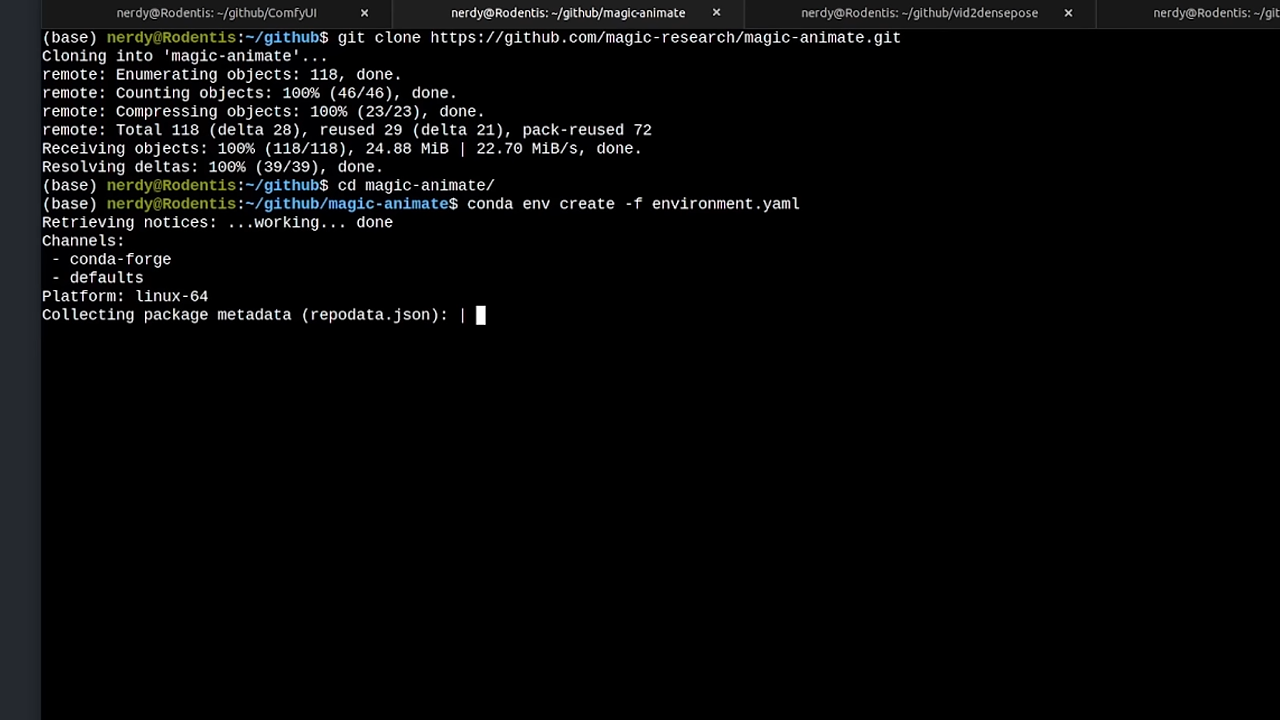 nerdy@Rodentis: ~/github/ComfyUI × nerdy@Rodentis: ~/github/magic-animate × nerdy@Rodentis: ~/github/vid2densepose × nerdy@Rodentis: ~/git
(base) nerdy@Rodentis:~/github$ git clone https://github.com/magic-research/magic-animate.git
Cloning into 'magic-animate'...
remote: Enumerating objects: 118, done.
remote: Counting objects: 100% (46/46), done.
remote: Compressing objects: 100% (23/23), done.
remote: Total 118 (delta 28), reused 29 (delta 21), pack-reused 72
Receiving objects: 100% (118/118), 24.88 MiB | 22.70 MiB/s, done.
Resolving deltas: 100% (39/39), done.
(base) nerdy@Rodentis:~/github$ cd magic-animate/
(base) nerdy@Rodentis:~/github/magic-animate$ conda env create -f environment.yaml
Retrieving notices: ...working... done
Channels:
 - conda-forge
 - defaults
Platform: linux-64
Collecting package metadata (repodata.json): |